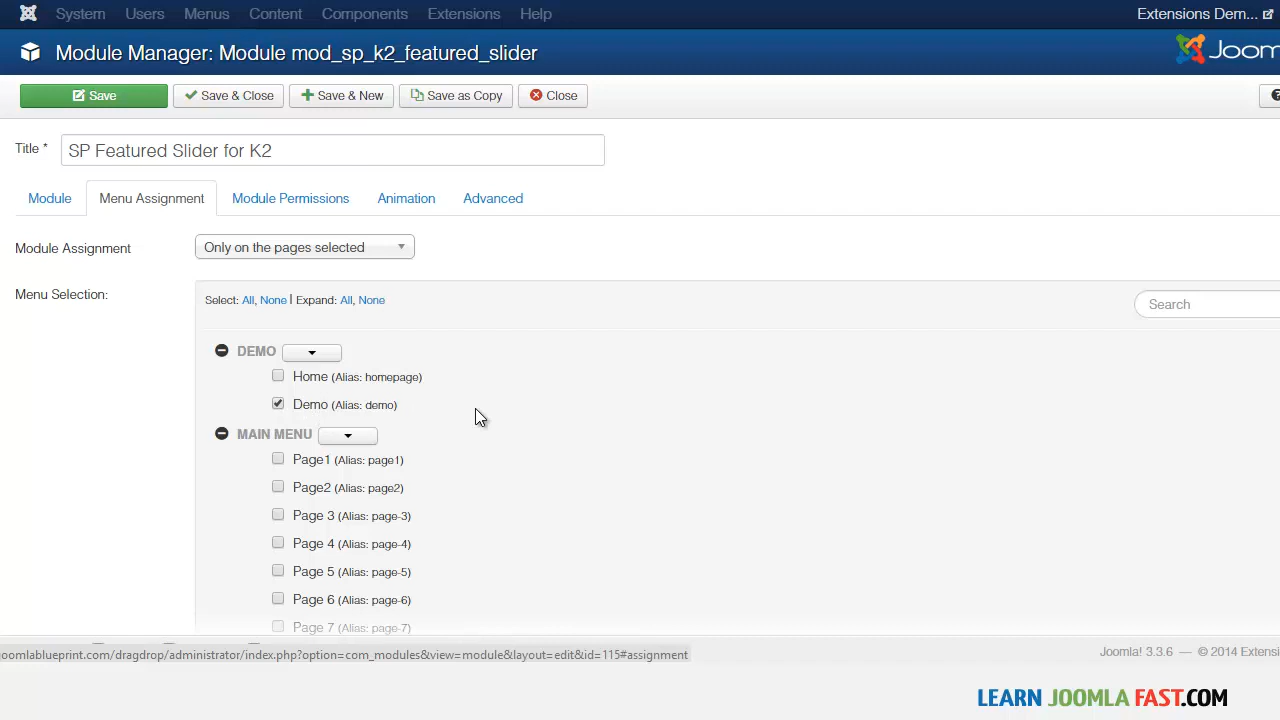 System Users Menus Content Components Extensions Help Extensions Dem...
Module Manager: Module mod_sp_k2_featured_slider Joom
Save Save & Close Save & New Save as Copy Close
Title * SP Featured Slider for K2
Module Menu Assignment Module Permissions Animation Advanced
Module Assignment Only on the pages selected
Menu Selection: Select: All, None | Expand: All, None Search
DEMO
Home (Alias: homepage)
Demo (Alias: demo)
MAIN MENU
Page1 (Alias: page1)
Page2 (Alias: page2)
Page 3 (Alias: page-3)
Page 4 (Alias: page-4)
Page 5 (Alias: page-5)
Page 6 (Alias: page-6)
Page 7 (Alias: page-7)
oomlablueprint.com/dragdrop/administrator/index.php?option=com_modules&view=module&layout=edit&id=115#assignment Joomla! 3.3.6 — © 2014 Extensi
LEARN JOOMLA FAST.COM